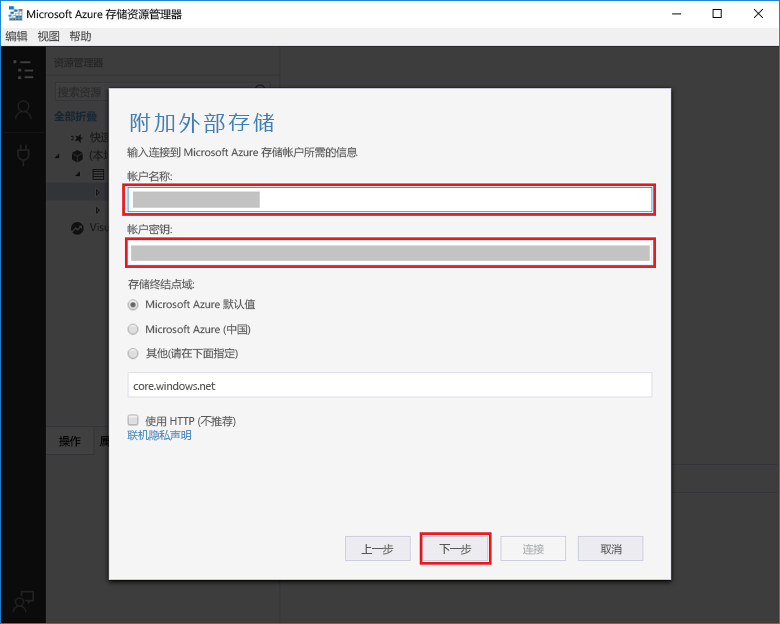 Microsoft Azure 存储资源管理器
编辑 视图 帮助
资源管理器
搜索资源
全部折叠
快速
(本地
Visu
附加外部存储
输入连接到 Microsoft Azure 存储帐户所需的信息
帐户名称:
帐户密钥:
存储终结点域:
Microsoft Azure 默认值
Microsoft Azure (中国)
其他(请在下面指定)
core.windows.net
使用 HTTP (不推荐)
联机隐私声明
操作
上一步 下一步 连接 取消